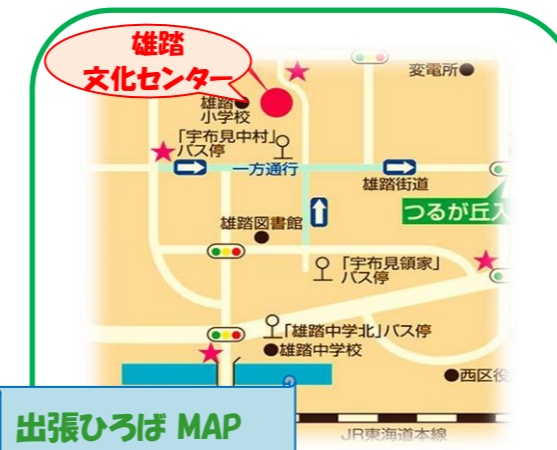 雄踏
文化センター
変電所
雄踏
小学校
「宇布見中村」
バス停
一方通行
雄踏街道
つるが丘入
雄踏図書館
「宇布見領家」
バス停
「雄踏中学北」バス停
雄踏中学校
西区役
出張ひろば MAP
JR東海道本線